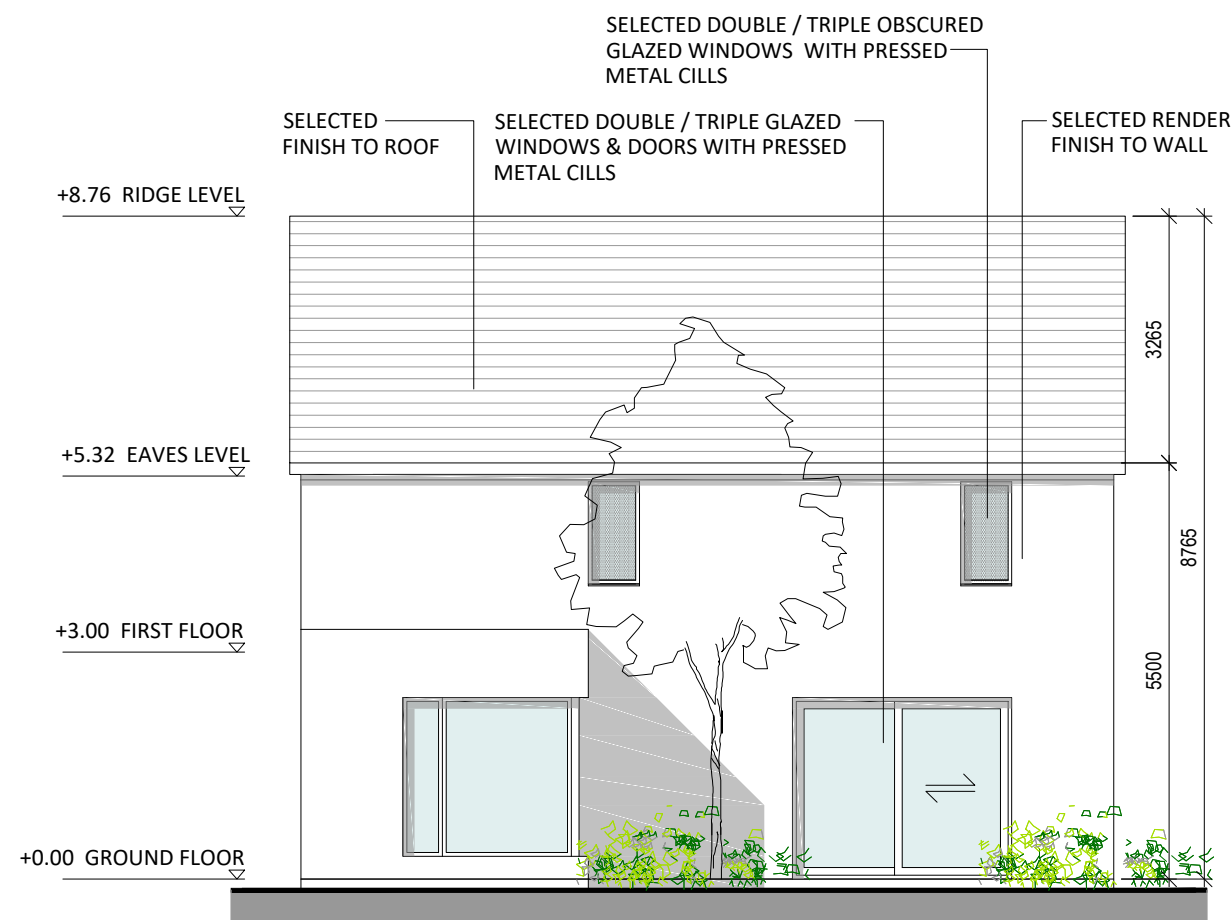 SELECTED DOUBLE / TRIPLE OBSCURED
GLAZED WINDOWS WITH PRESSED
METAL CILLS
SELECTED
FINISH TO ROOF
SELECTED DOUBLE / TRIPLE GLAZED
WINDOWS & DOORS WITH PRESSED
METAL CILLS
SELECTED RENDER
FINISH TO WALL
+8.76 RIDGE LEVEL
3265
+5.32 EAVES LEVEL
8765
+3.00 FIRST FLOOR
5500
+0.00 GROUND FLOOR